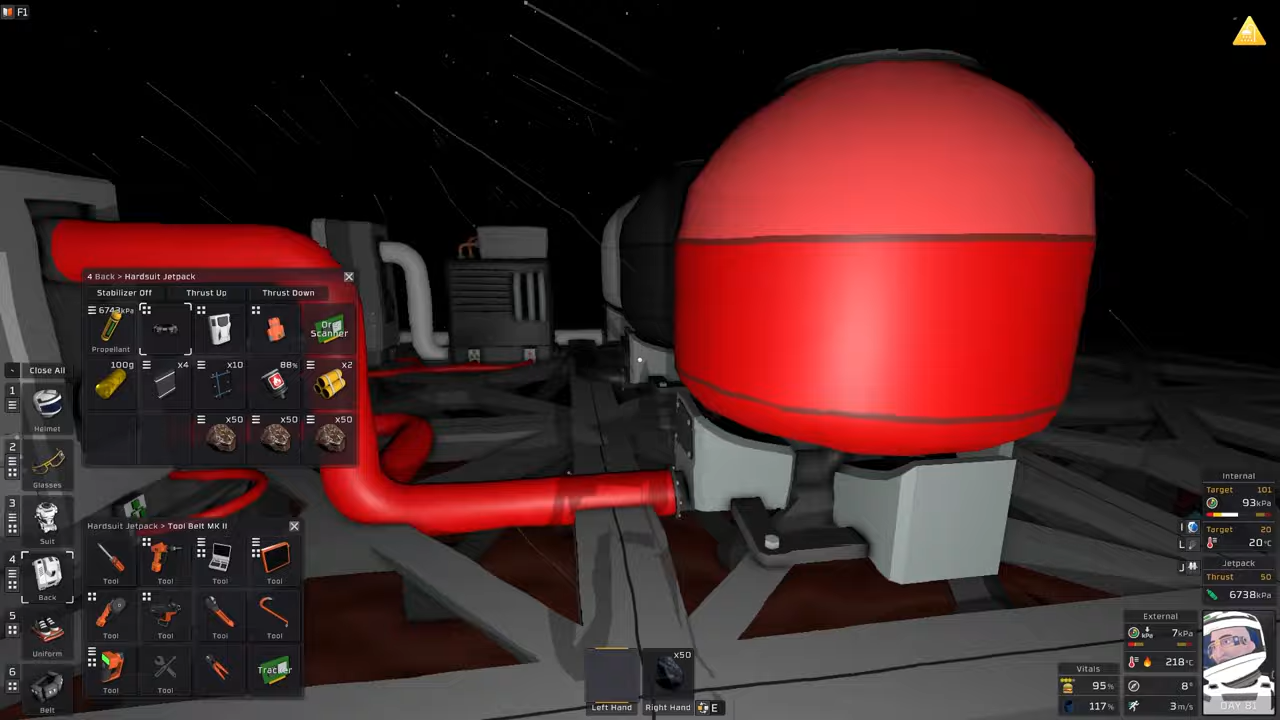 F1
4 Back > Hardsuit Jetpack
Stabilizer Off Thrust Up Thrust Down
Propellant
Ore Scanner
100g x4 x10 88% x2
x50 x50 x50
Close All
1
Helmet
2
Glasses
3
Suit
4
Back
5
Uniform
6
Belt
Hardsuit Jetpack > Tool Belt MK II
Tool Tool Tool Tool
Tool Tool Tool Tool
Tool Tool Tracker
x50
Left Hand Right Hand E
Internal
Target 101
93kPa
Target 20
20°C
Jetpack
Thrust 50
6738kPa
External
7kPa
218°C
8°
3m/s
Vitals
95%
117%
DAY 81